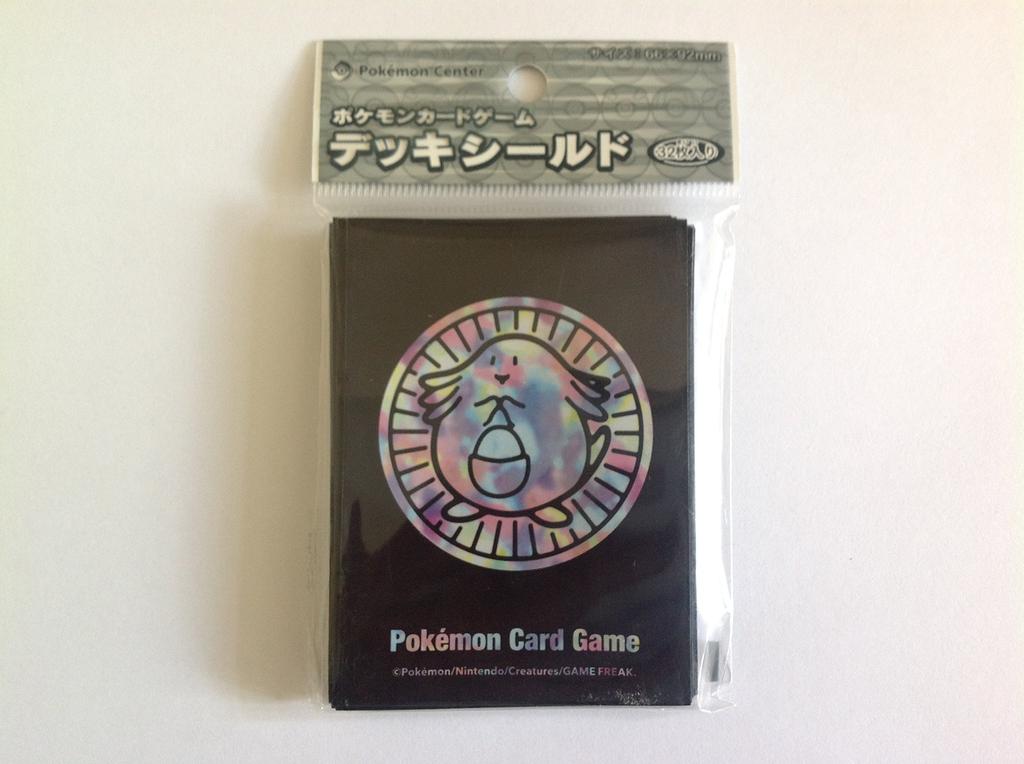 サイズ：66×92mm
Pokémon Center
ポケモンカードゲーム
デッキシールド
32枚入り
Pokémon Card Game
©Pokémon/Nintendo/Creatures/GAME FREAK.